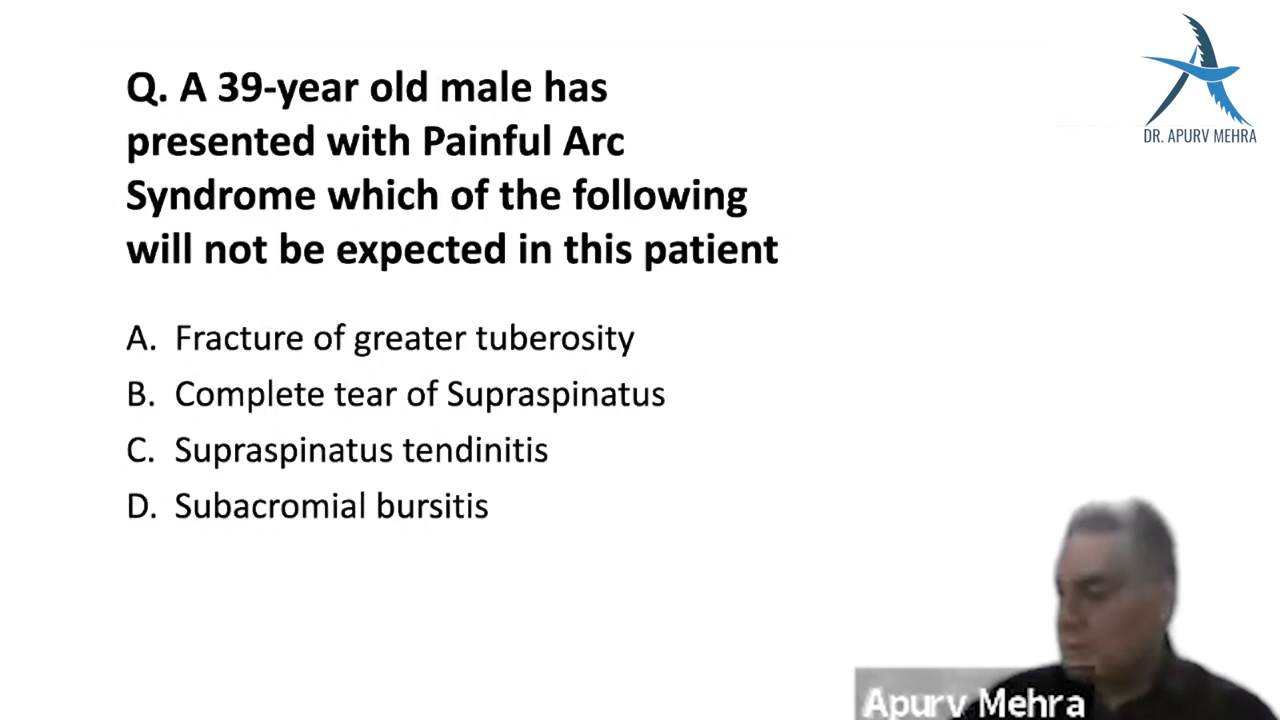 Q. A 39-year old male has
presented with Painful Arc
Syndrome which of the following
will not be expected in this patient
A. Fracture of greater tuberosity
B. Complete tear of Supraspinatus
C. Supraspinatus tendinitis
D. Subacromial bursitis
DR. APURV MEHRA
Apurv Mehra